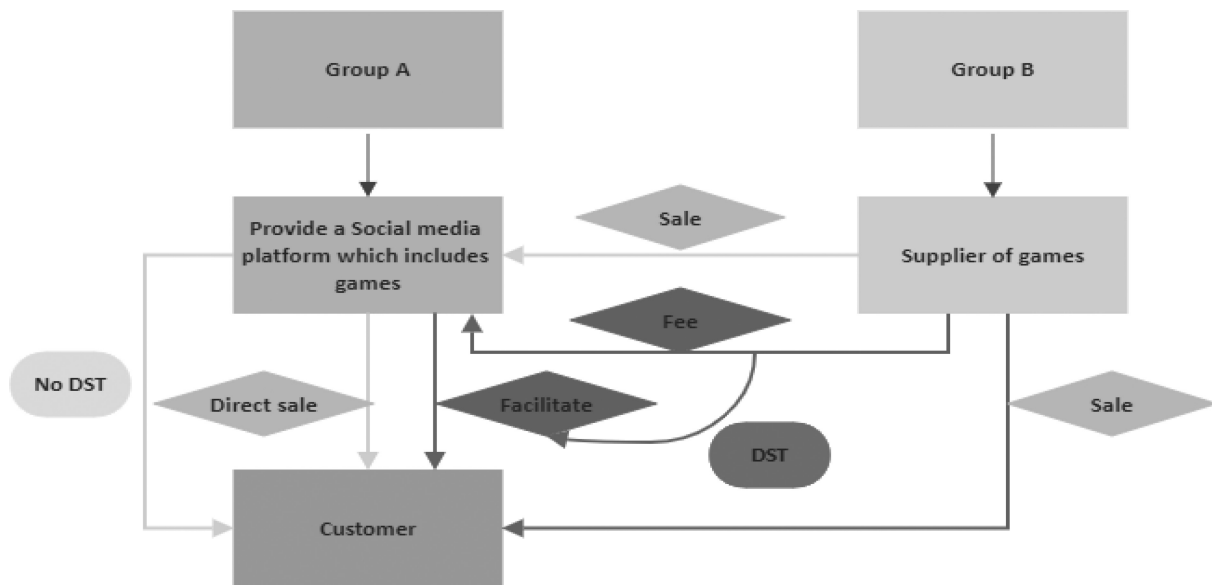 Group A
Group B
Provide a Social media
platform which includes
games
Sale
Supplier of games
Fee
No DST
Direct sale
Facilitate
Sale
DST
Customer